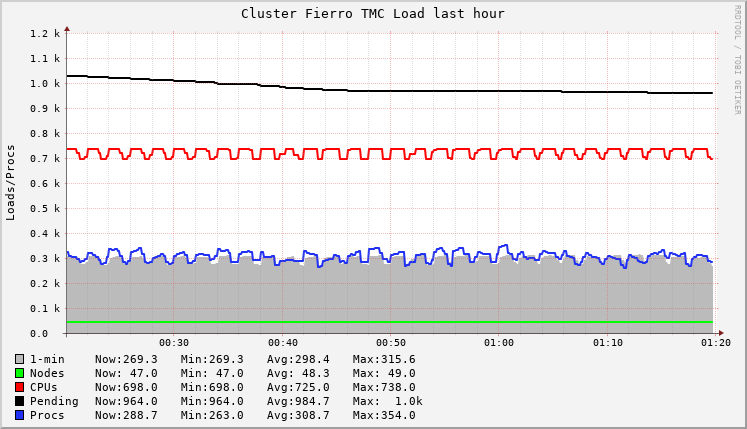 Cluster Fierro TMC Load last hour
RRDTOOL / TOBI OETIKER
Loads/Procs
1.2 k
1.1 k
1.0 k
0.9 k
0.8 k
0.7 k
0.6 k
0.5 k
0.4 k
0.3 k
0.2 k
0.1 k
0.0
00:30 00:40 00:50 01:00 01:10 01:20
1-min Now:269.3 Min:269.3 Avg:298.4 Max:315.6
Nodes Now: 47.0 Min: 47.0 Avg: 48.3 Max: 49.0
CPUs Now:698.0 Min:698.0 Avg:725.0 Max:738.0
Pending Now:964.0 Min:964.0 Avg:984.7 Max: 1.0k
Procs Now:288.7 Min:263.0 Avg:308.7 Max:354.0